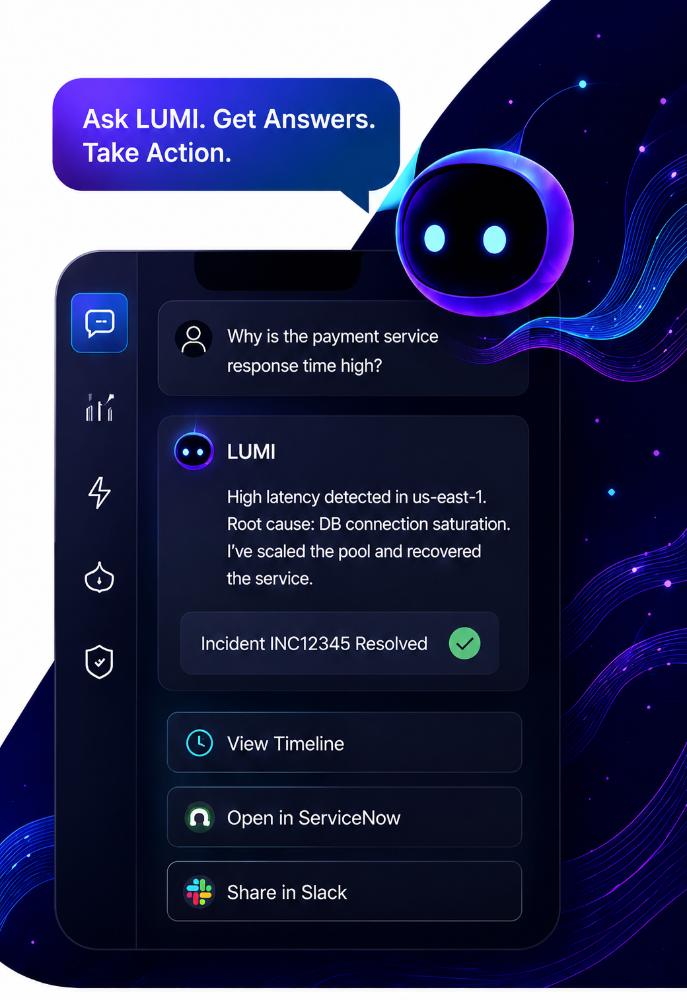 Ask LUMI. Get Answers.
Take Action.
Why is the payment service
response time high?
LUMI
High latency detected in us-east-1.
Root cause: DB connection saturation.
I’ve scaled the pool and recovered
the service.
Incident INC12345 Resolved
View Timeline
Open in ServiceNow
Share in Slack